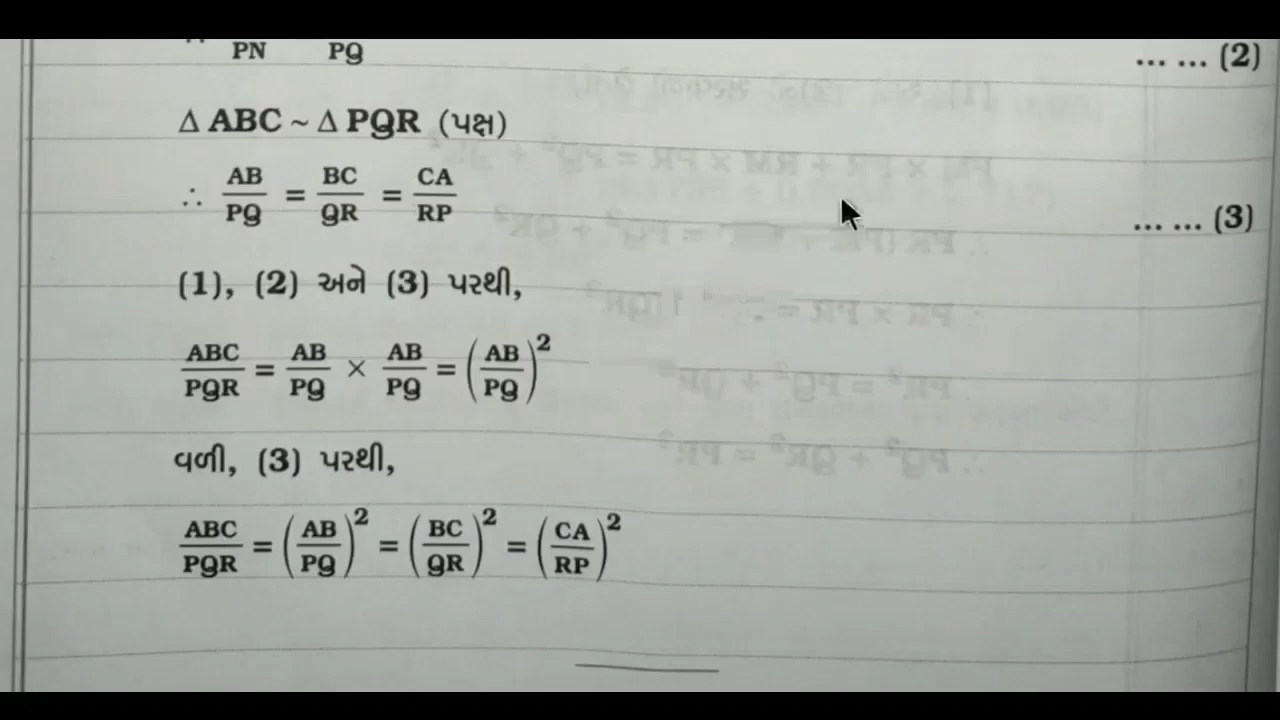 PN PQ ... ... (2)
Δ ABC ~ Δ PQR (પક્ષ)
∴ AB/PQ = BC/QR = CA/RP ... ... (3)
(1), (2) અને (3) પરથી,
ABC/PQR = AB/PQ × AB/PQ = (AB/PQ)²
વળી, (3) પરથી,
ABC/PQR = (AB/PQ)² = (BC/QR)² = (CA/RP)²